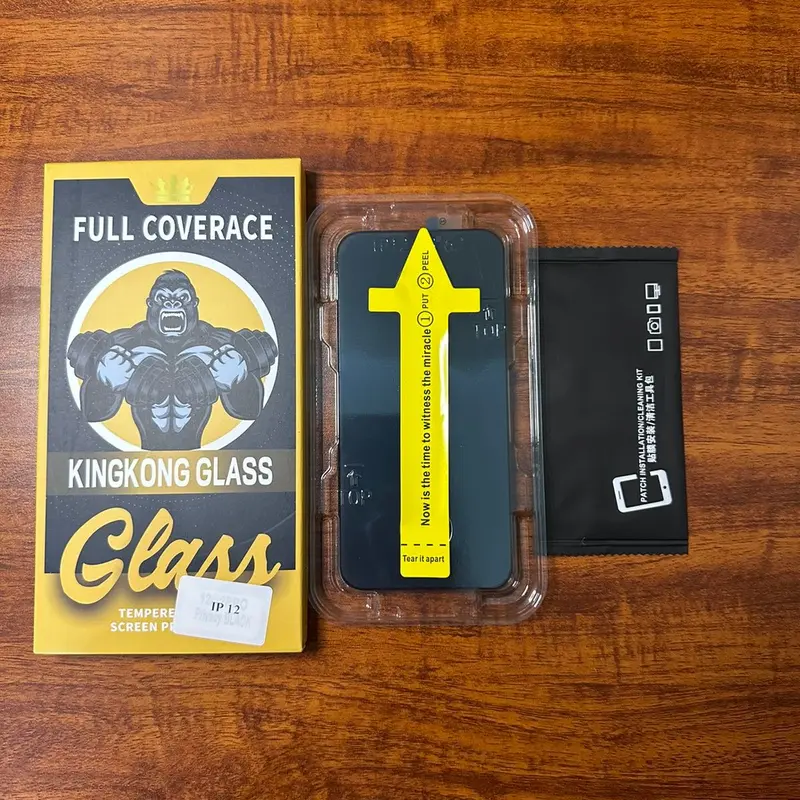 FULL COVERACE
KINGKONG GLASS
Glass
TEMPERE
SCREEN P
IP 12
Now is the time to witness the miracle ① PUT ② PEEL
Tear it apart
PATCH INSTALLATION/CLEANING KIT
贴膜安装/清洁工具包